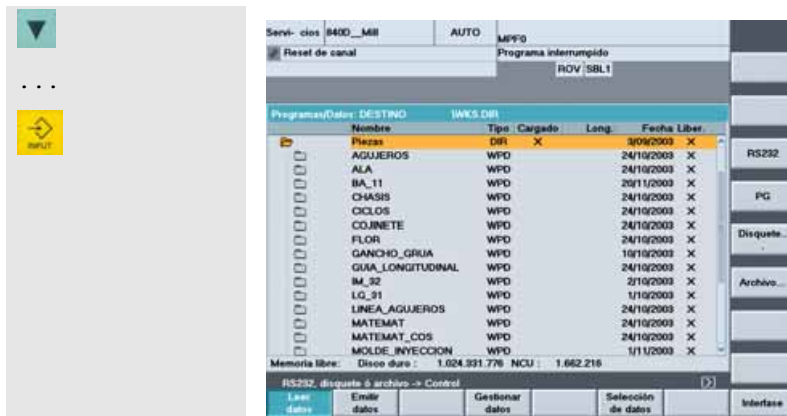 ...
INPUT
Servi- cios 840D__Mill AUTO MPF0
Reset de canal Programa interrumpido
ROV SBL1
Programas/Datos: DESTINO \WKS.DIR
Nombre Tipo Cargado Long. Fecha Liber.
Piezas DIR X 3/09/2003 X
AGUJEROS WPD 24/10/2003 X
ALA WPD 24/10/2003 X
BA_11 WPD 20/11/2003 X
CHASIS WPD 24/10/2003 X
CICLOS WPD 24/10/2003 X
COJINETE WPD 24/10/2003 X
FLOR WPD 24/10/2003 X
GANCHO_GRUA WPD 10/10/2003 X
GUIA_LONGITUDINAL WPD 24/10/2003 X
IM_32 WPD 2/10/2003 X
LG_31 WPD 1/10/2003 X
LINEA_AGUJEROS WPD 24/10/2003 X
MATEMAT WPD 24/10/2003 X
MATEMAT_COS WPD 24/10/2003 X
MOLDE_INYECCION WPD 1/11/2003 X
Memoria libre: Disco duro : 1.024.331.776 NCU : 1.662.216
RS232, disquete ó archivo -> Control
Leer datos
Emitir datos
Gestionar datos
Selección de datos
RS232
PG
Disquete...
Archivo...
Interfase